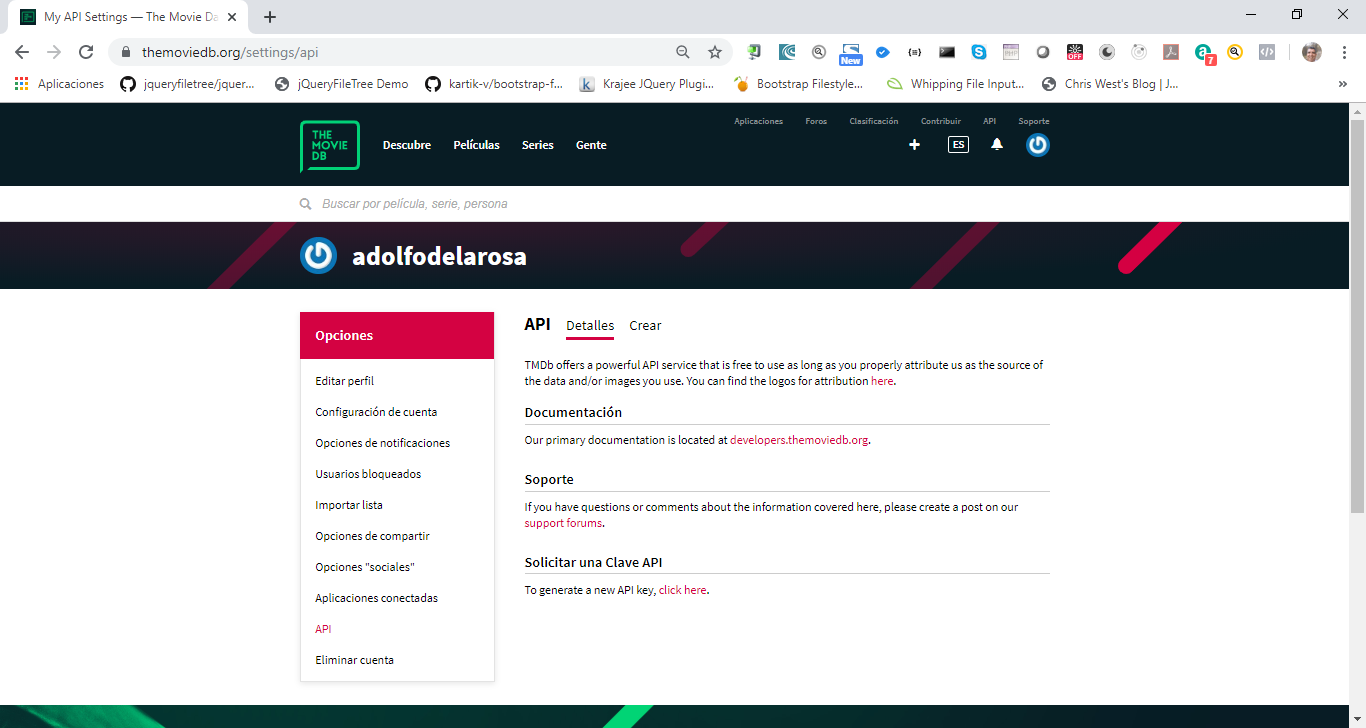 My API Settings — The Movie Da
themoviedb.org/settings/api
New
OFF
7
Aplicaciones
jqueryfiletree/jquer...
jQueryFileTree Demo
kartik-v/bootstrap-f...
Krajee JQuery Plugi...
Bootstrap Filestyle...
Whipping File Input...
Chris West's Blog | J...
»
Aplicaciones
Foros
Clasificación
Contribuir
API
Soporte
THE
MOVIE
DB
Descubre
Películas
Series
Gente
ES
Buscar por película, serie, persona
adolfodelarosa
Opciones
Editar perfil
Configuración de cuenta
Opciones de notificaciones
Usuarios bloqueados
Importar lista
Opciones de compartir
Opciones "sociales"
Aplicaciones conectadas
API
Eliminar cuenta
API
Detalles
Crear
TMDb offers a powerful API service that is free to use as long as you properly attribute us as the source of
the data and/or images you use. You can find the logos for attribution here.
Documentación
Our primary documentation is located at developers.themoviedb.org.
Soporte
If you have questions or comments about the information covered here, please create a post on our
support forums.
Solicitar una Clave API
To generate a new API key, click here.